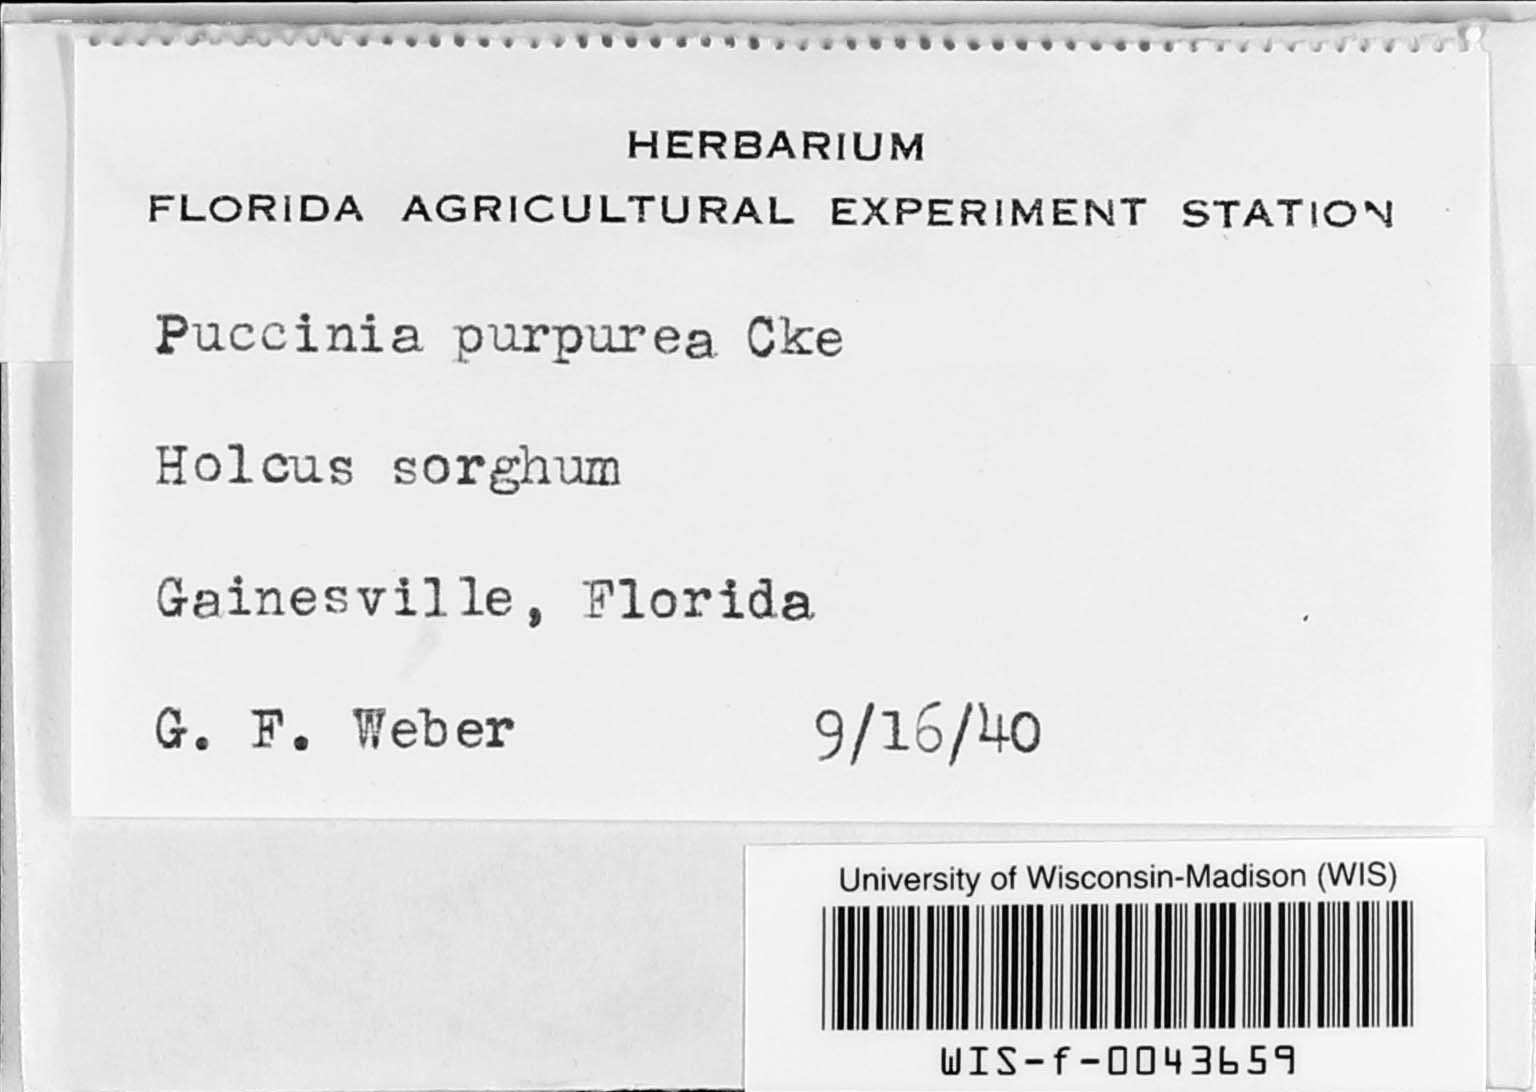 HERBARIUM
FLORIDA AGRICULTURAL EXPERIMENT STATION
Puccinia purpurea Cke
Holcus sorghum
Gainesville, Florida
G. F. Weber 9/16/40
University of Wisconsin-Madison (WIS)
WIS-f-0043659